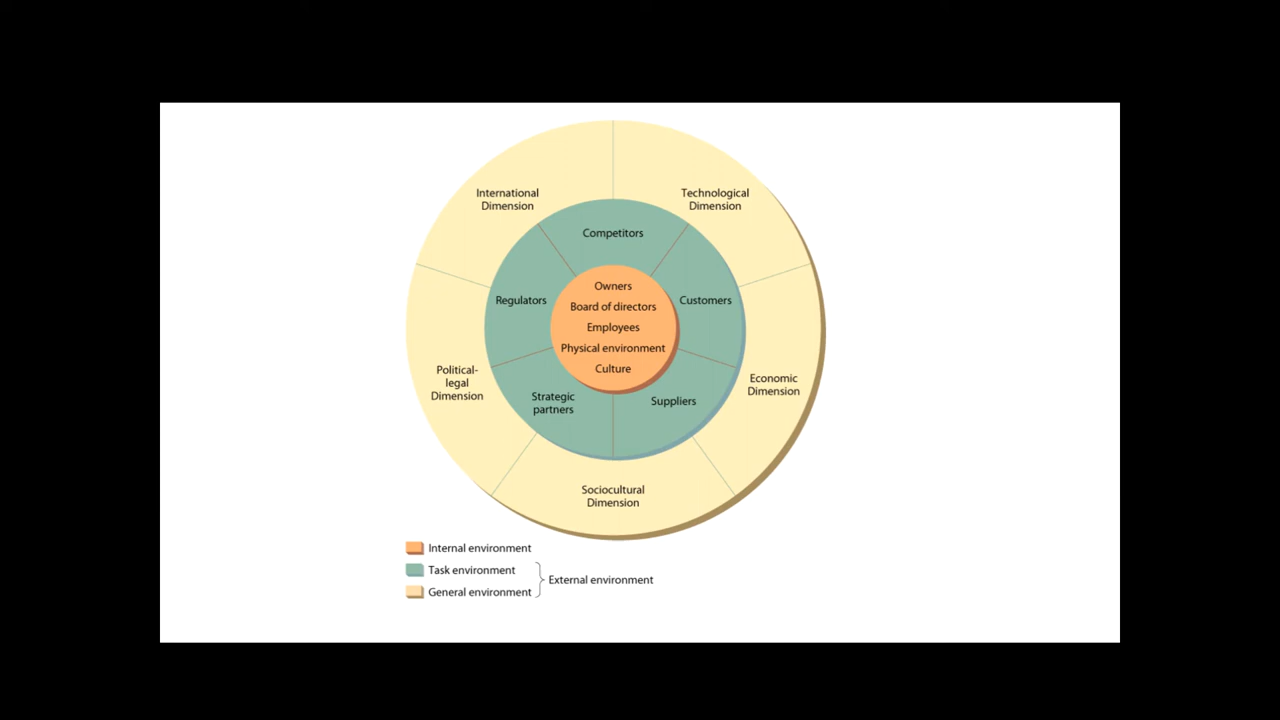 International
Dimension
Technological
Dimension
Competitors
Regulators
Customers
Owners
Board of directors
Employees
Physical environment
Culture
Political-
legal
Dimension
Strategic
partners
Suppliers
Economic
Dimension
Sociocultural
Dimension
Internal environment
Task environment
General environment
External environment